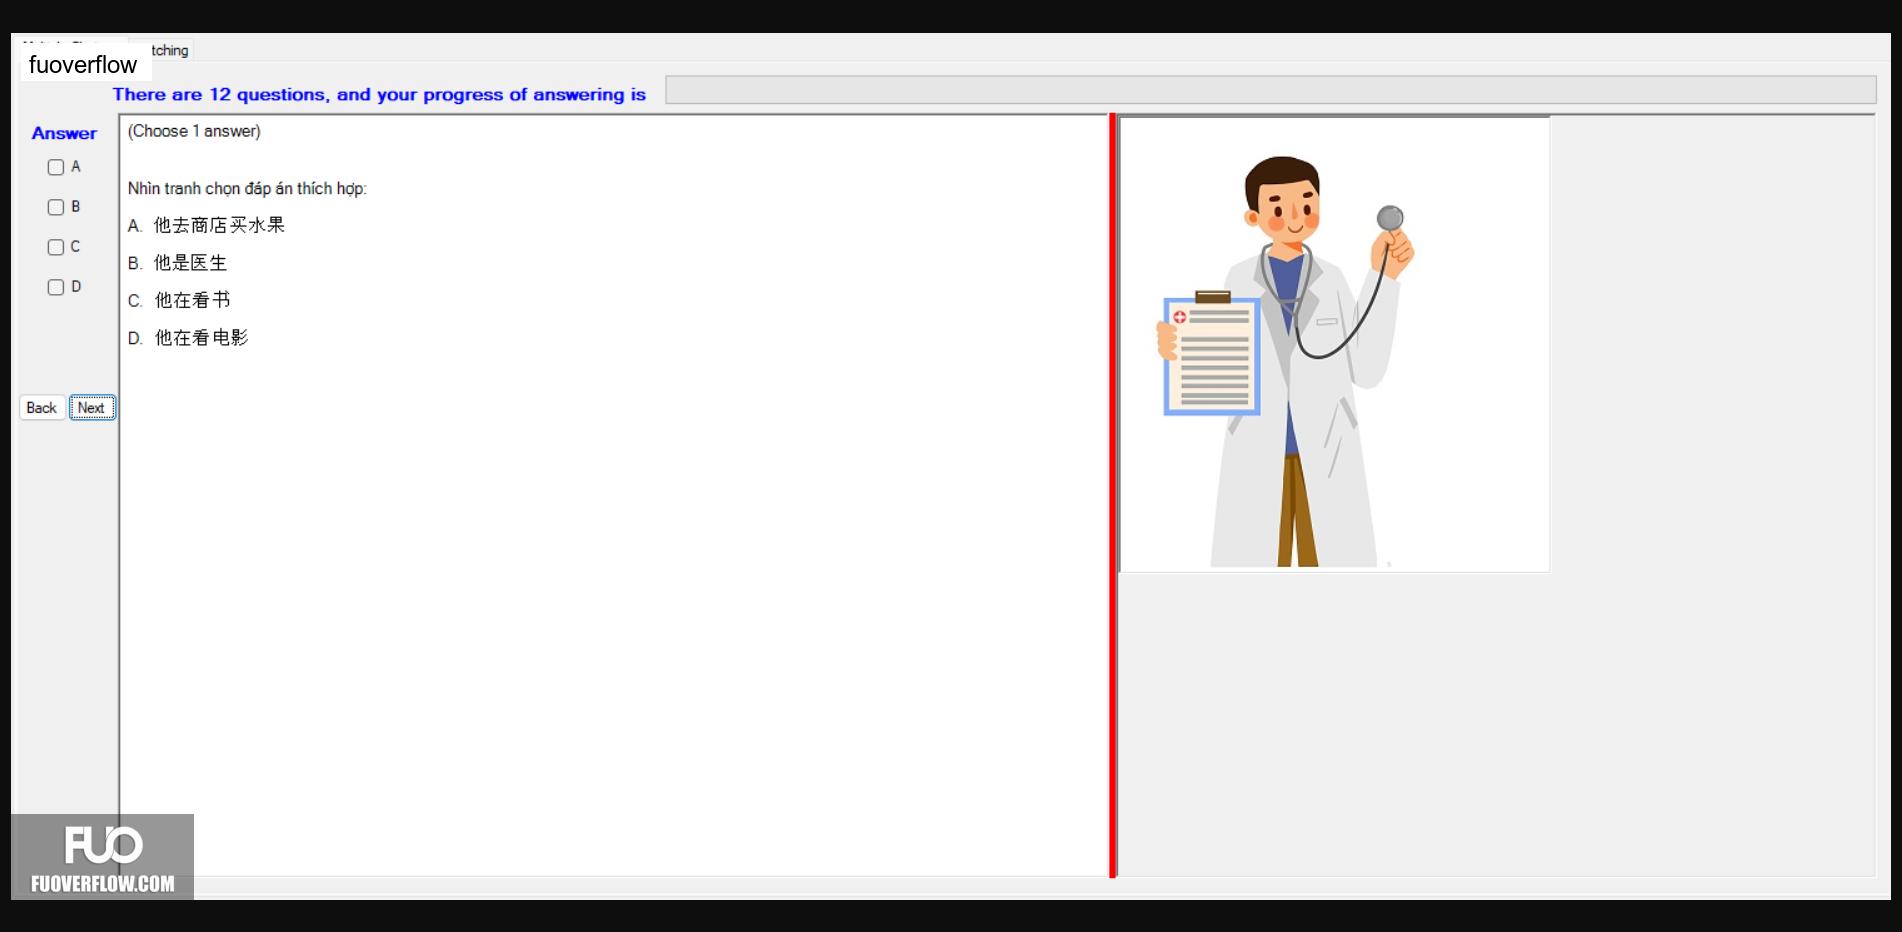 tching
fuoverflow
There are 12 questions, and your progress of answering is
Answer
A
B
C
D
Back
Next
(Choose 1 answer)
Nhìn tranh chọn đáp án thích hợp:
A. 他去商店买水果
B. 他是医生
C. 他在看书
D. 他在看电影
FUO
FUOVERFLOW.COM